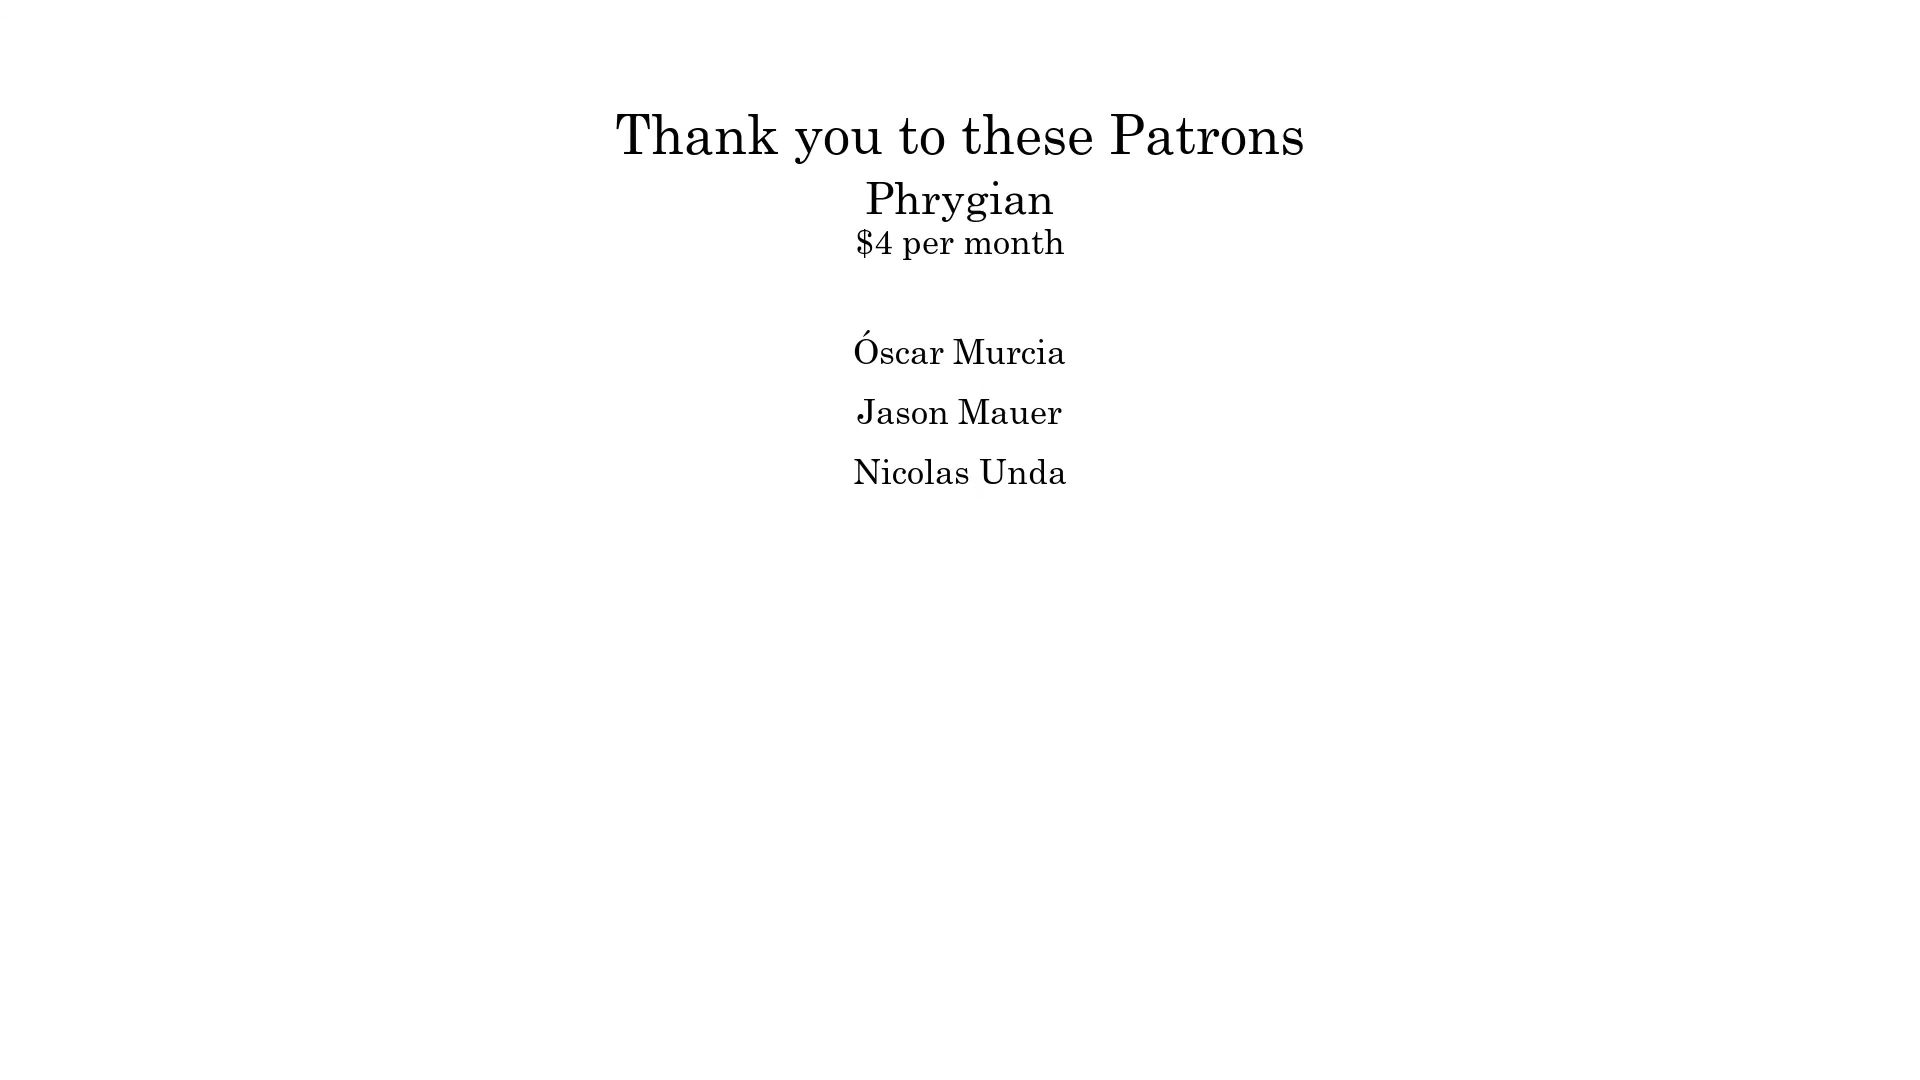 Thank you to these Patrons
Phrygian
$4 per month
Óscar Murcia
Jason Mauer
Nicolas Unda